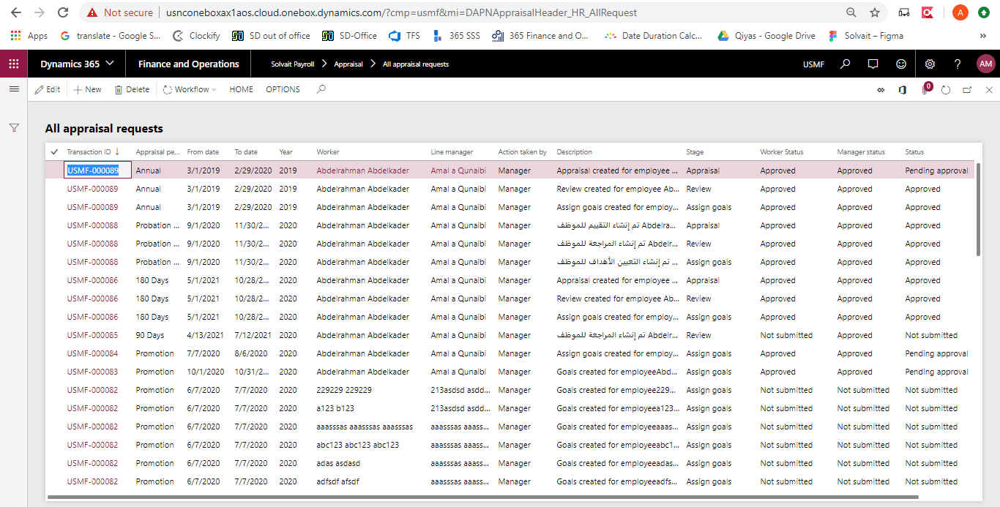 Not secure usnconeboxax1aos.cloud.onebox.dynamics.com/?cmp=usmf&mi=DAPNAppraisalHeader_HR_AllRequest A
Apps translate - Google S... Clockify SD out of office SD-Office TFS 365 SSS 365 Finance and O... Date Duration Calc... Qiyas - Google Drive Solvait – Figma »
Dynamics 365 Finance and Operations Solvait Payroll > Appraisal > All appraisal requests USMF ? AM
Edit + New Delete Workflow HOME OPTIONS 0
All appraisal requests
Transaction ID ↓ Appraisal pe... From date To date Year Worker Line manager Action taken by Description Stage Worker Status Manager status Status
USMF-000089 Annual 3/1/2019 2/29/2020 2019 Abdelrahman Abdelkader Amal a Qunaibi Manager Appraisal created for employee ... Appraisal Approved Approved Pending approval
USMF-000089 Annual 3/1/2019 2/29/2020 2019 Abdelrahman Abdelkader Amal a Qunaibi Manager Review created for employee Ab... Review Approved Approved Approved
USMF-000089 Annual 3/1/2019 2/29/2020 2019 Abdelrahman Abdelkader Amal a Qunaibi Manager Assign goals created for employ... Assign goals Approved Approved Approved
USMF-000088 Probation ... 9/1/2020 11/30/2... 2020 Abdelrahman Abdelkader Amal a Qunaibi Manager تم إنشاء التقييم للموظف Abdelra... Appraisal Approved Approved Approved
USMF-000088 Probation ... 9/1/2020 11/30/2... 2020 Abdelrahman Abdelkader Amal a Qunaibi Manager تم إنشاء المراجعة للموظف Abdelr... Review Approved Approved Approved
USMF-000088 Probation ... 9/1/2020 11/30/2... 2020 Abdelrahman Abdelkader Amal a Qunaibi Manager تم إنشاء التعيين الأهداف للموظف ... Assign goals Approved Approved Approved
USMF-000086 180 Days 5/1/2021 10/28/2... 2020 Abdelrahman Abdelkader Amal a Qunaibi Manager Appraisal created for employee ... Appraisal Approved Approved Approved
USMF-000086 180 Days 5/1/2021 10/28/2... 2020 Abdelrahman Abdelkader Amal a Qunaibi Manager Review created for employee Ab... Review Approved Approved Approved
USMF-000086 180 Days 5/1/2021 10/28/2... 2020 Abdelrahman Abdelkader Amal a Qunaibi Manager Assign goals created for employ... Assign goals Approved Approved Approved
USMF-000085 90 Days 4/13/2021 7/12/2021 2020 Abdelrahman Abdelkader Amal a Qunaibi Manager تم إنشاء المراجعة للموظف Abdelr... Review Not submitted Approved Not submitted
USMF-000084 Promotion 7/7/2020 8/6/2020 2020 Abdelrahman Abdelkader Amal a Qunaibi Manager Assign goals created for employ... Assign goals Approved Approved Pending approval
USMF-000083 Promotion 10/1/2020 10/31/2... 2020 Abdelrahman Abdelkader Amal a Qunaibi Manager Goals created for employeeAbd... Assign goals Approved Approved Pending approval
USMF-000082 Promotion 6/7/2020 7/7/2020 2020 229229 229229 213asdsd asdd... Manager Goals created for employee229... Assign goals Not submitted Not submitted Not submitted
USMF-000082 Promotion 6/7/2020 7/7/2020 2020 a123 b123 213asdsd asdd... Manager Goals created for employeea123... Assign goals Not submitted Not submitted Not submitted
USMF-000082 Promotion 6/7/2020 7/7/2020 2020 aaasssas aaasssas aaasssas aaasssas aaass... Manager Goals created for employeeaaas... Assign goals Not submitted Not submitted Not submitted
USMF-000082 Promotion 6/7/2020 7/7/2020 2020 abc123 abc123 abc123 aaasssas aaass... Manager Goals created for employeeabc1... Assign goals Not submitted Not submitted Not submitted
USMF-000082 Promotion 6/7/2020 7/7/2020 2020 adas asdasd aaasssas aaass... Manager Goals created for employeeadas... Assign goals Not submitted Not submitted Not submitted
USMF-000082 Promotion 6/7/2020 7/7/2020 2020 adfsdf afsdf aaasssas aaass... Manager Goals created for employeeadfs... Assign goals Not submitted Not submitted Not submitted